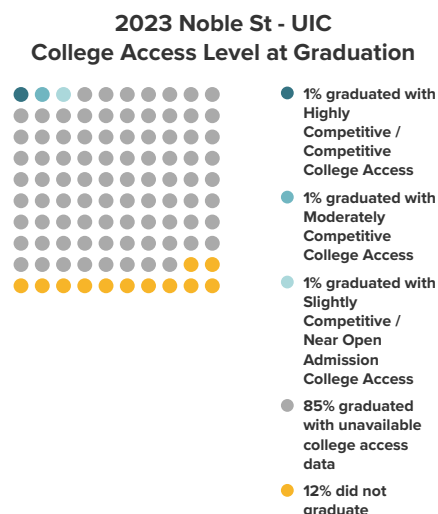 2023 Noble St - UIC
College Access Level at Graduation
1% graduated with
Highly
Competitive /
Competitive
College Access
1% graduated with
Moderately
Competitive
College Access
1% graduated with
Slightly
Competitive /
Near Open
Admission
College Access
85% graduated
with unavailable
college access
data
12% did not
graduate